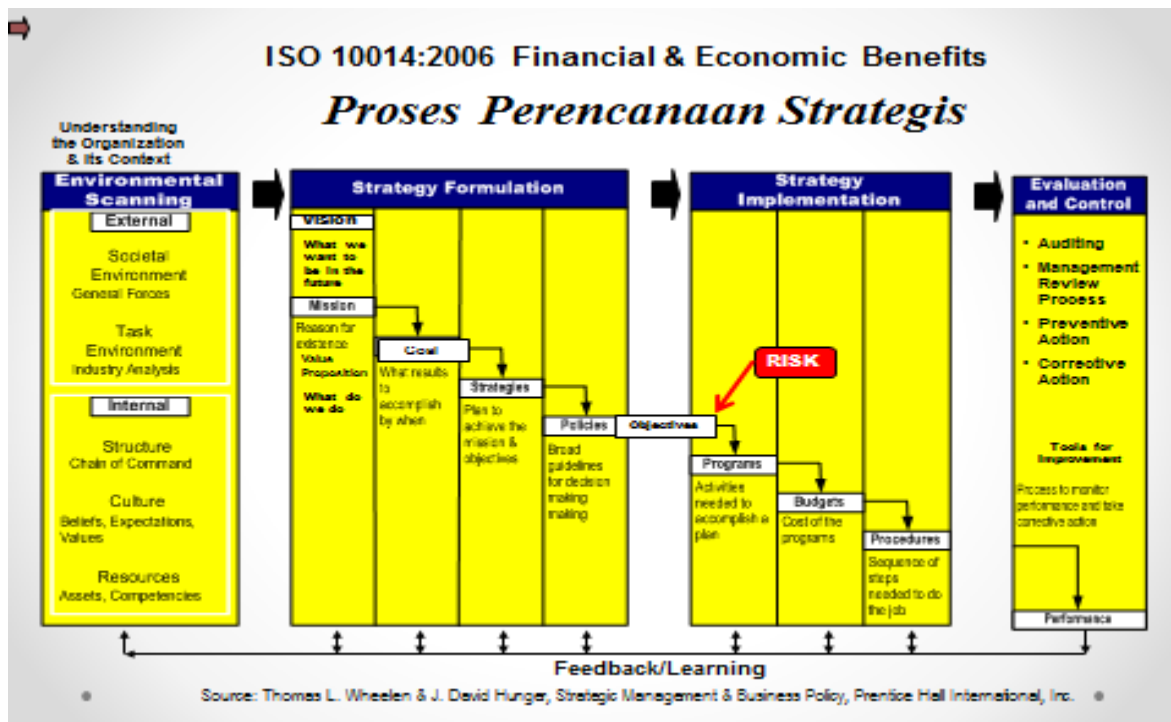 ISO 10014:2006 Financial & Economic Benefits
Proses Perencanaan Strategis
Understanding
the Organization
& Its Context
Environmental
Scanning
External
Societal
Environment
General Forces
Task
Environment
Industry Analysis
Internal
Structure
Chain of Command
Culture
Beliefs, Expectations,
Values
Resources
Assets, Competencies
Strategy Formulation
Vision
What we
want to
be in the
future
Mission
Reason for
existence
Value
Proposition
What do
we do
Goal
What results
to
accomplish
by when
Strategies
Plan to
achieve the
mission &
objectives
Policies
Broad
guidelines
for decision
making
making
Objectives
RISK
Strategy
Implementation
Programs
Activities
needed to
accomplish a
plan
Budgets
Cost of the
programs
Procedures
Sequence of
steps
needed to do
the job
Evaluation
and Control
• Auditing
• Management
Review
Process
• Preventive
Action
• Corrective
Action
Tools for
Improvement
Process to monitor
performance and take
corrective action
Performance
Feedback/Learning
Source: Thomas L. Wheelen & J. David Hunger, Strategic Management & Business Policy, Prentice Hall International, Inc.